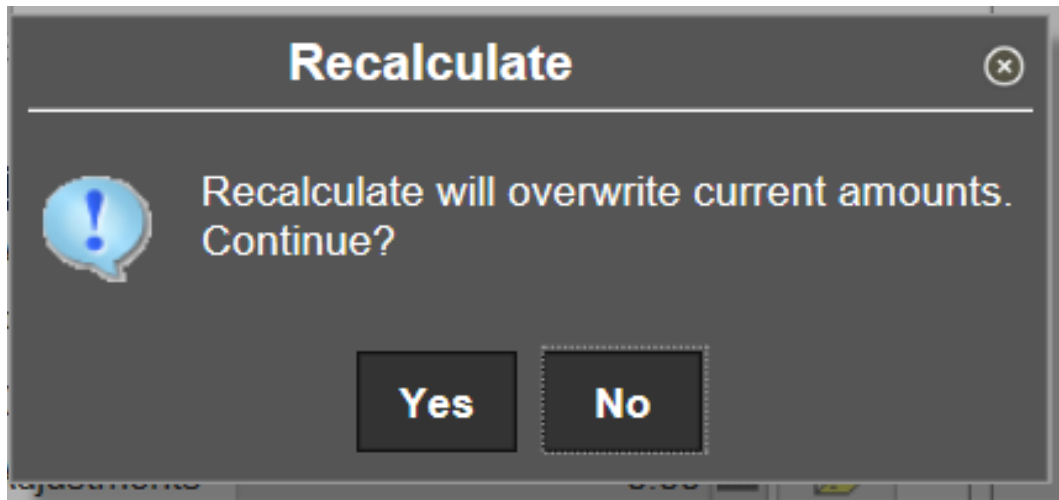 Recalculate
Recalculate will overwrite current amounts.
Continue?
Yes No